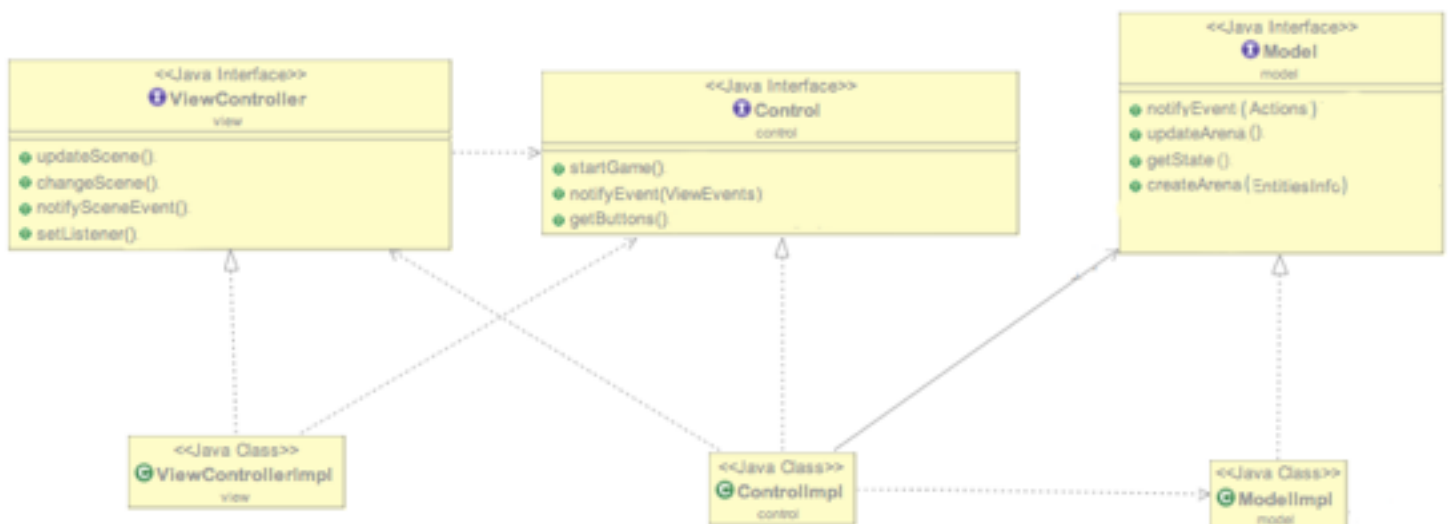 <<Java Interface>>
ViewController
view
updateScene()
changeScene()
notifySceneEvent()
setListener()
<<Java Interface>>
Control
control
startGame()
notifyEvent(ViewEvents)
getButtons()
<<Java Interface>>
Model
model
notifyEvent (Actions)
updateArena ()
getState ()
createArena (EntitiesInfo)
<<Java Class>>
ViewControllerImpl
view
<<Java Class>>
ControlImpl
control
<<Java Class>>
ModelImpl
model